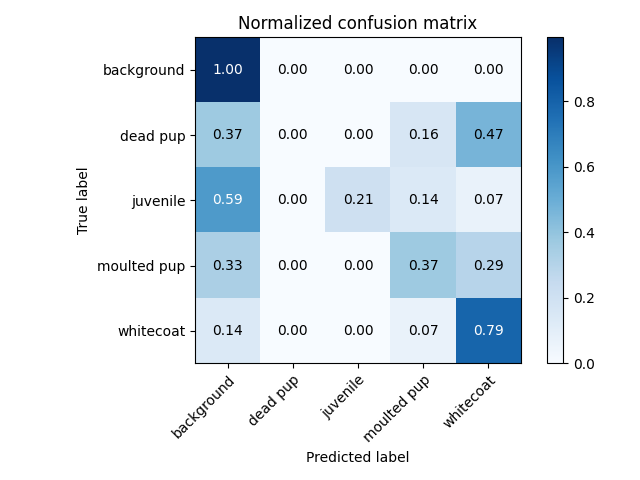 Normalized confusion matrix
background 1.00 0.00 0.00 0.00 0.00
dead pup 0.37 0.00 0.00 0.16 0.47
juvenile 0.59 0.00 0.21 0.14 0.07
moulted pup 0.33 0.00 0.00 0.37 0.29
whitecoat 0.14 0.00 0.00 0.07 0.79
True label
background dead pup juvenile moulted pup whitecoat
Predicted label
0.8
0.6
0.4
0.2
0.0